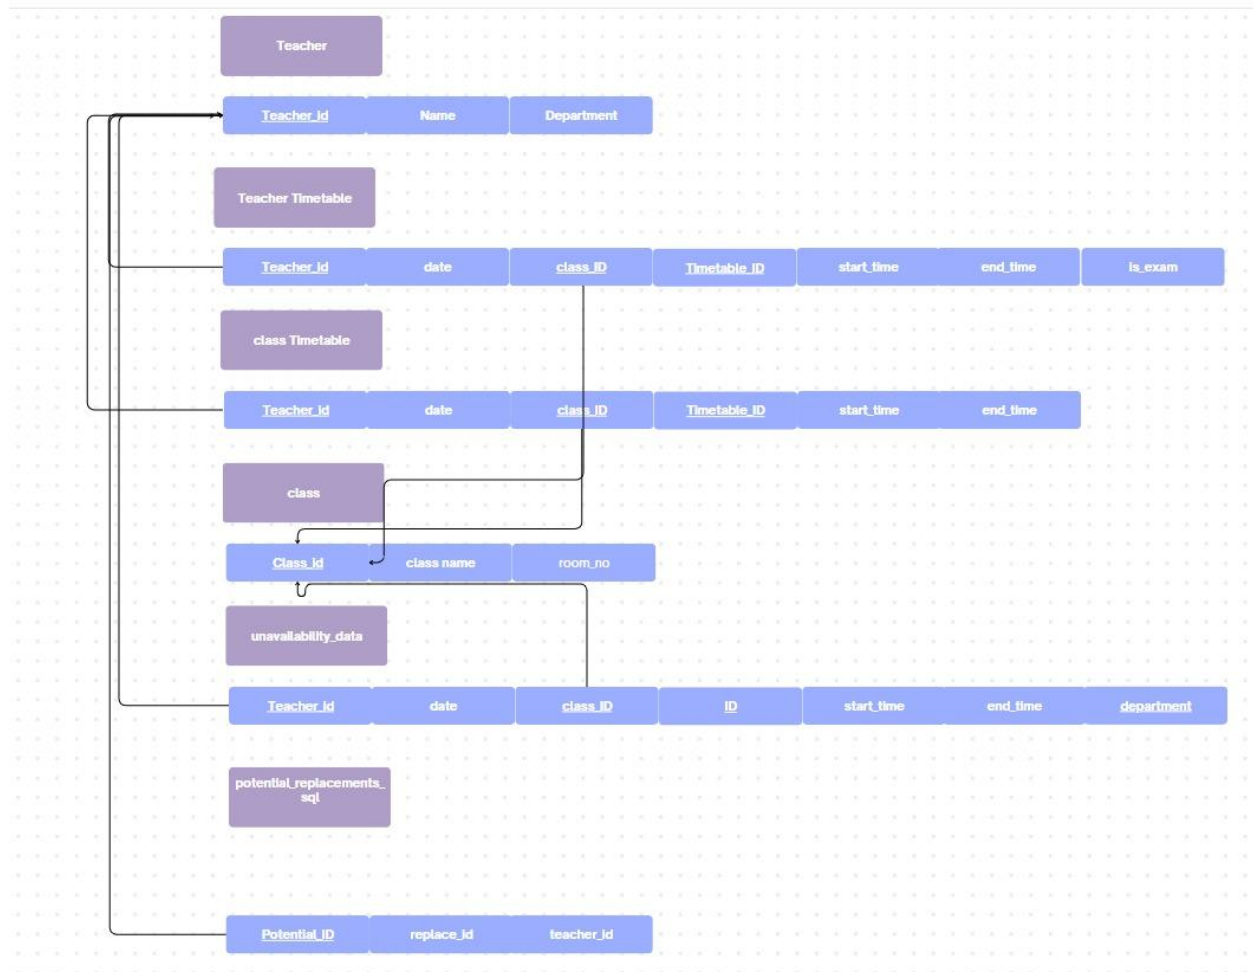 Teacher
Teacher_id Name Department
Teacher Timetable
Teacher_id date class_ID Timetable_ID start_time end_time is_exam
class Timetable
Teacher_id date class_ID Timetable_ID start_time end_time
class
Class_id class name room_no
unavailability_data
Teacher_id date class_ID ID start_time end_time department
potential_replacements_
sql
Potential_ID replace_id teacher_id